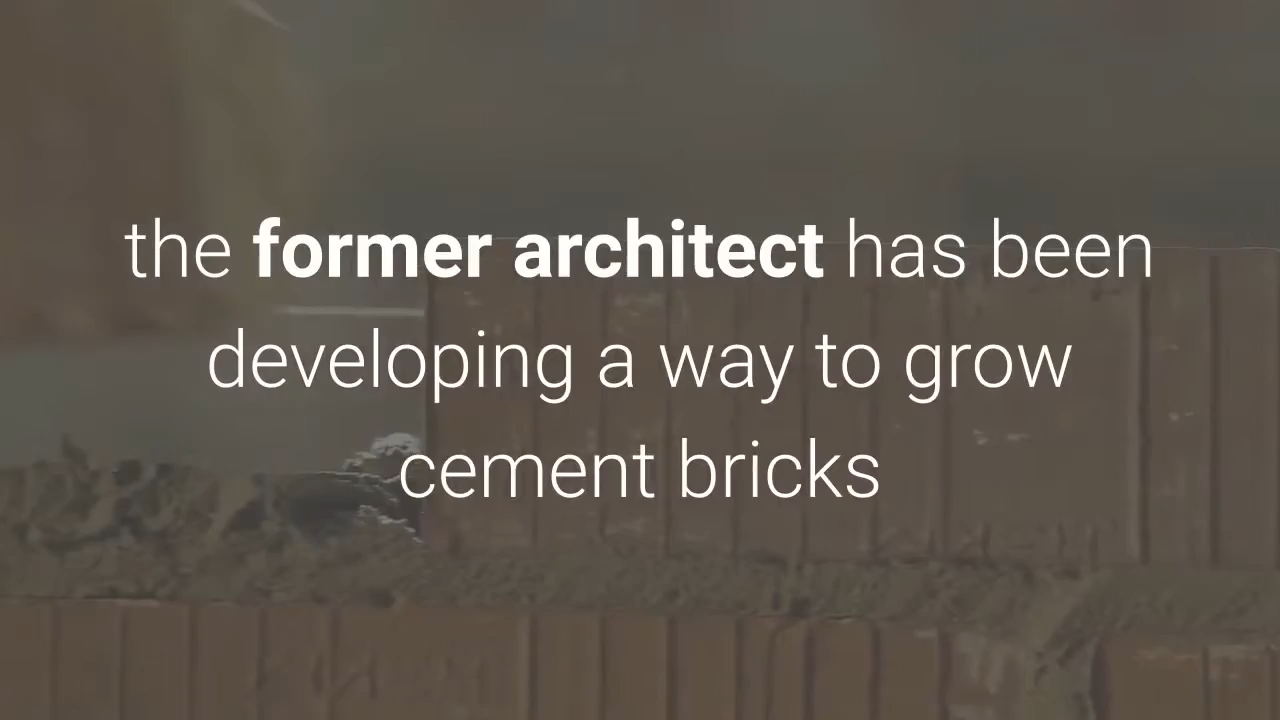 the former architect has been
developing a way to grow
cement bricks